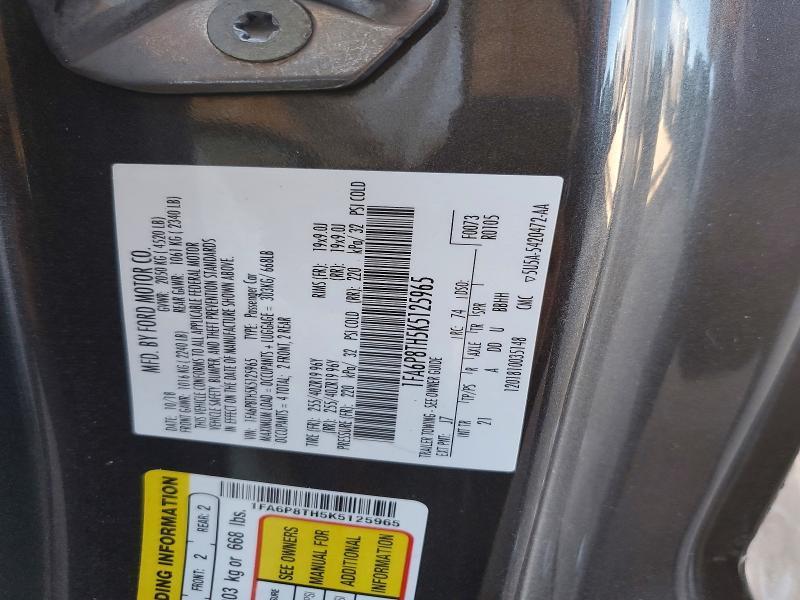 MFD. BY FORD MOTOR CO.
DATE: 10/18 GVWR: 2050 KG ( 4520 LB)
FRONT GAWR: 1016 KG ( 2240 LB) REAR GAWR: 1061 KG ( 2340 LB)
THIS VEHICLE CONFORMS TO ALL APPLICABLE FEDERAL MOTOR
VEHICLE SAFETY, BUMPER, AND THEFT PREVENTION STANDARDS
IN EFFECT ON THE DATE OF MANUFACTURE SHOWN ABOVE.
VIN: 1FA6P8TH5K5125965 TYPE: Passenger Car
MAXIMUM LOAD = OCCUPANTS + LUGGAGE = 303KG/ 668LB
OCCUPANTS = 4 TOTAL: 2 FRONT, 2 REAR
TIRE (FR): 255/40ZR19 96Y RIMS (FR): 19x9.0J
(RR): 255/40ZR19 96Y (RR): 19x9.0J
PRESSURE (FR): 220 kPa/ 32 PSI COLD (RR): 220 kPa/ 32 PSI COLD
1FA6P8TH5K5125965
TRAILER TOWING - SEE OWNER GUIDE
EXT PNT: J7 RC: 74 DSO: F0073
R0105
INT TR TP/PS R AXLE TR SPR
21 A DD U BBHH
12018100351​48 CMC 5U5A-5420472-AA
1FA6P8TH5K5125965
DING INFORMATION
FRONT: 2 REAR: 2
03 kg or 668 lbs.
SEE OWNERS
MANUAL FOR
ADDITIONAL
INFORMATION